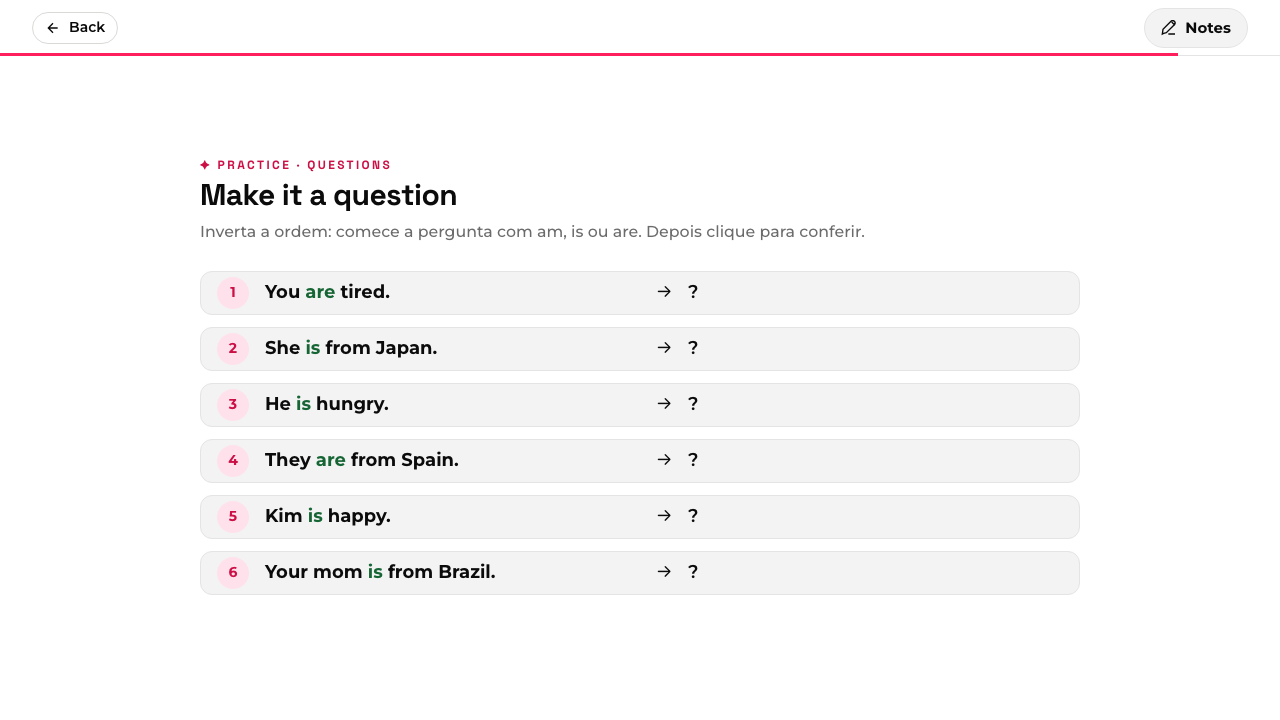 ← Back
Notes
✦ PRACTICE · QUESTIONS
Make it a question
Inverta a ordem: comece a pergunta com am, is ou are. Depois clique para conferir.
1 You are tired. → ?
2 She is from Japan. → ?
3 He is hungry. → ?
4 They are from Spain. → ?
5 Kim is happy. → ?
6 Your mom is from Brazil. → ?